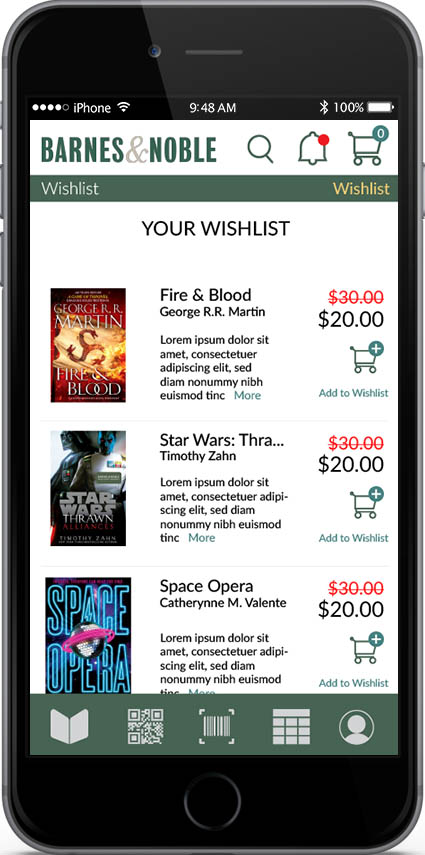 iPhone 9:48 AM 100%
BARNES&NOBLE
0
Wishlist Wishlist
YOUR WISHLIST
GEORGE R.R.
MARTIN
FIRE &
BLOOD
Fire & Blood
George R.R. Martin
Lorem ipsum dolor sit
amet, consectetuer
adipiscing elit, sed
diam nonummy nibh
euismod tinc More
$30.00
$20.00
Add to Wishlist
STAR
WARS
THRAWN
ALLIANCES
TIMOTHY ZAHN
Star Wars: Thra...
Timothy Zahn
Lorem ipsum dolor sit
amet, consectetuer adipi-
scing elit, sed diam
nonummy nibh euismod
tinc More
$30.00
$20.00
Add to Wishlist
SPACE
OPERA
Space Opera
Catherynne M. Valente
Lorem ipsum dolor sit
amet, consectetuer adipi-
scing elit, sed diam
nonummy nibh euismod
tinc More
$30.00
$20.00
Add to Wishlist